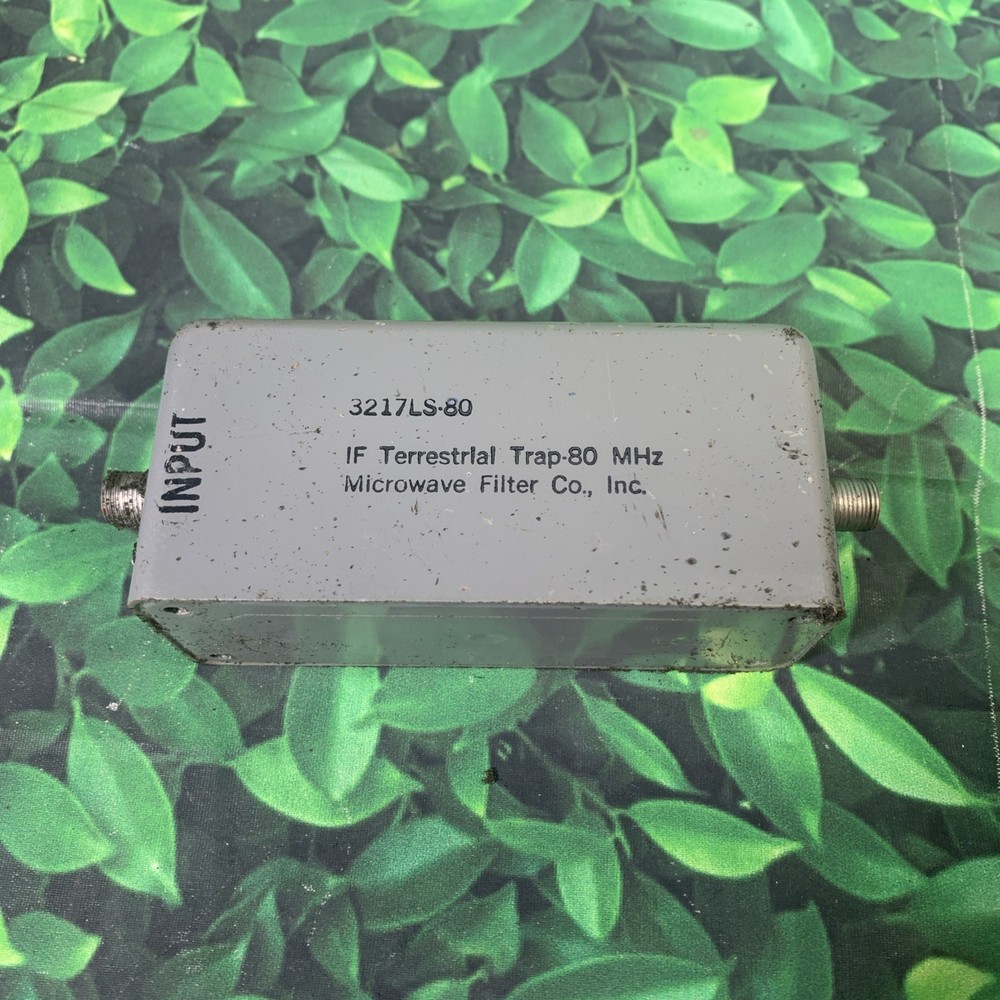 INPUT
3217LS-80
IF Terrestrial Trap-80 MHz
Microwave Filter Co., Inc.